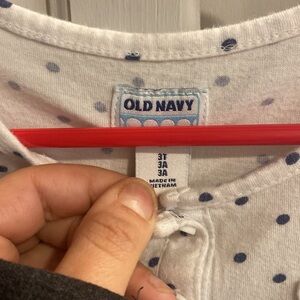 OLD NAVY
3T
3A
3A
MADE IN
VIETNAM